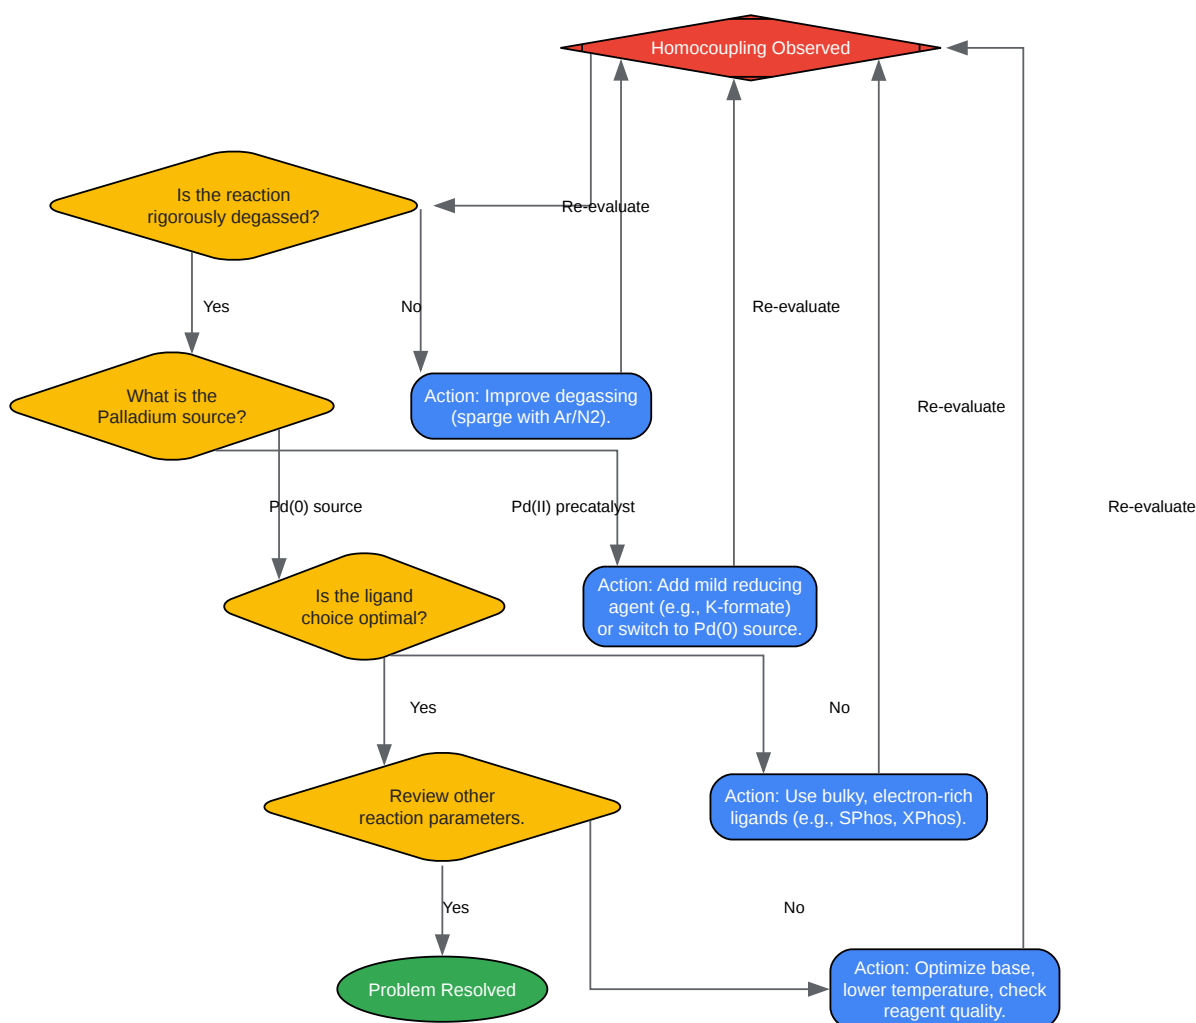 Homocoupling Observed
Is the reaction
rigorously degassed?
Re-evaluate
Yes
No
Re-evaluate
What is the
Palladium source?
Action: Improve degassing
(sparge with Ar/N2).
Re-evaluate
Pd(0) source
Pd(II) precatalyst
Re-evaluate
Is the ligand
choice optimal?
Action: Add mild reducing
agent (e.g., K-formate)
or switch to Pd(0) source.
Yes
No
Review other
reaction parameters.
Action: Use bulky, electron-rich
ligands (e.g., SPhos, XPhos).
Yes
No
Problem Resolved
Action: Optimize base,
lower temperature, check
reagent quality.